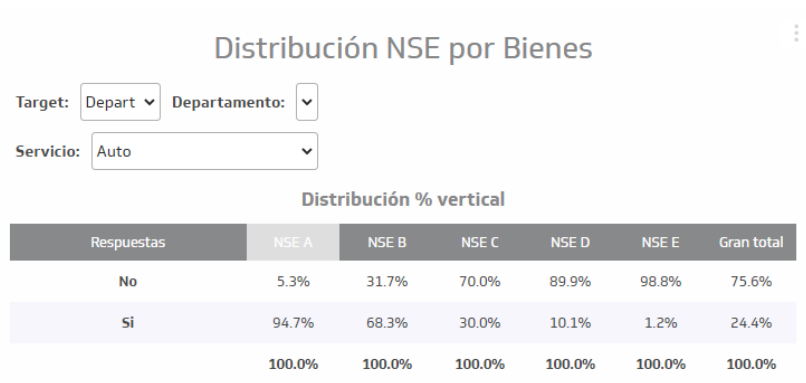 Distribución NSE por Bienes
Target: Depart Departamento:
Servicio: Auto
Distribución % vertical
Respuestas NSE A NSE B NSE C NSE D NSE E Gran total
No 5.3% 31.7% 70.0% 89.9% 98.8% 75.6%
Si 94.7% 68.3% 30.0% 10.1% 1.2% 24.4%
100.0% 100.0% 100.0% 100.0% 100.0% 100.0%